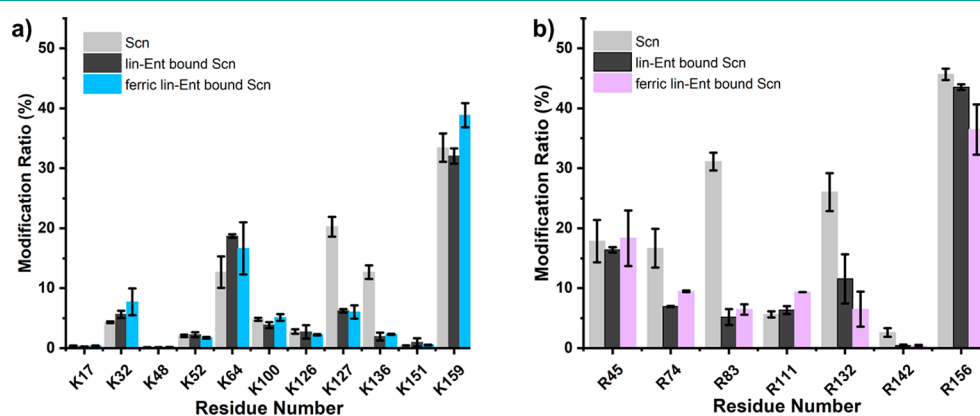 a)
Scn
lin-Ent bound Scn
ferric lin-Ent bound Scn
Modification Ratio (%)
50
40
30
20
10
0
K17 K32 K48 K52 K64 K100 K126 K127 K136 K151 K159
Residue Number
b)
Scn
lin-Ent bound Scn
ferric lin-Ent bound Scn
Modification Ratio (%)
50
40
30
20
10
0
R45 R74 R83 R111 R132 R142 R156
Residue Number